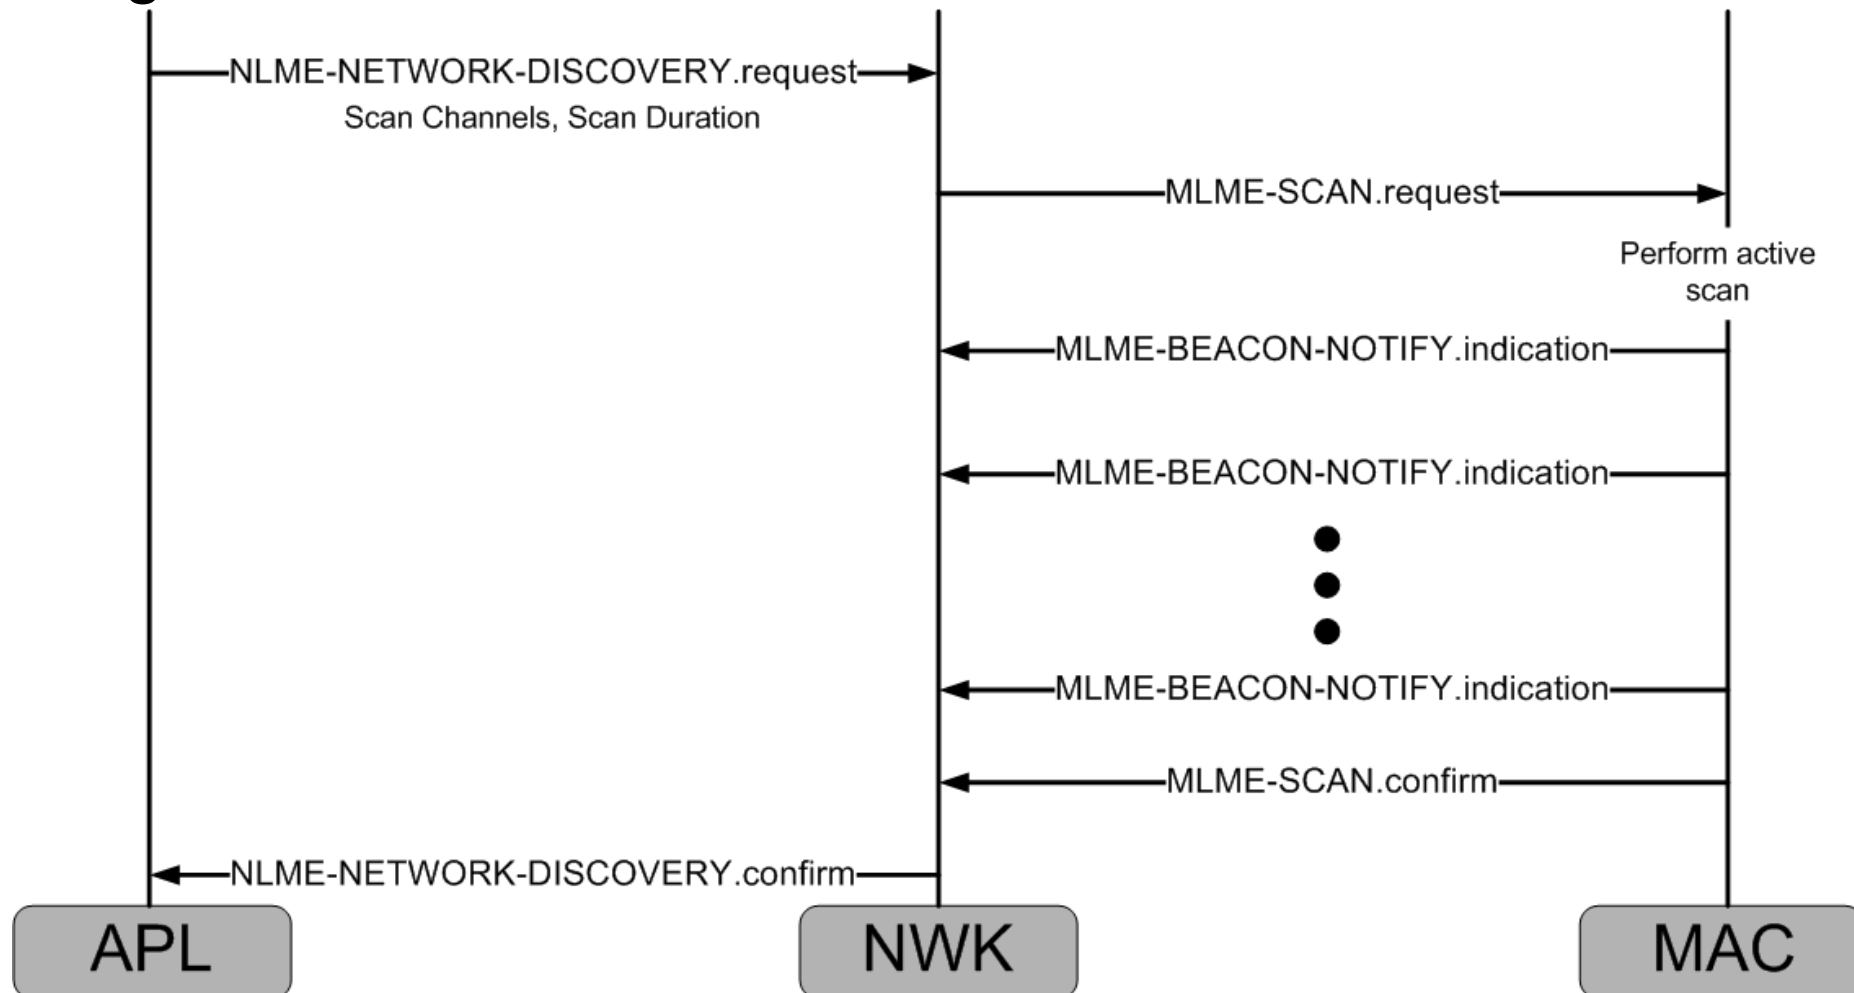 NLME-NETWORK-DISCOVERY.request
Scan Channels, Scan Duration
MLME-SCAN.request
Perform active
scan
MLME-BEACON-NOTIFY.indication
MLME-BEACON-NOTIFY.indication
MLME-BEACON-NOTIFY.indication
MLME-SCAN.confirm
NLME-NETWORK-DISCOVERY.confirm
APL
NWK
MAC